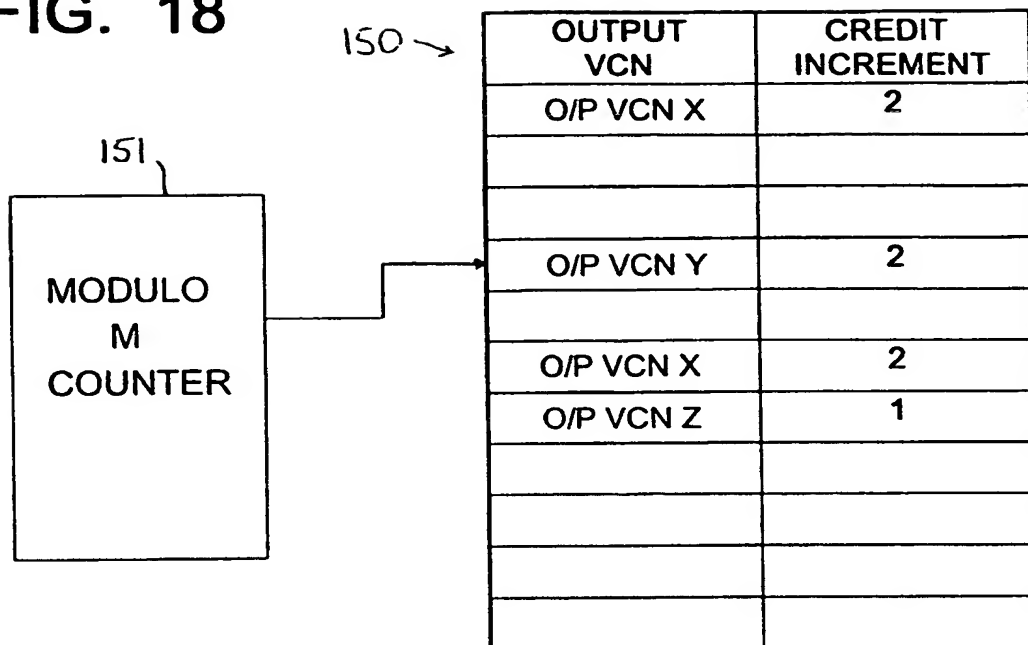 FIG. 18
150
OUTPUT VCN CREDIT INCREMENT
O/P VCN X 2
151
O/P VCN Y 2
MODULO
M
COUNTER
O/P VCN X 2
O/P VCN Z 1